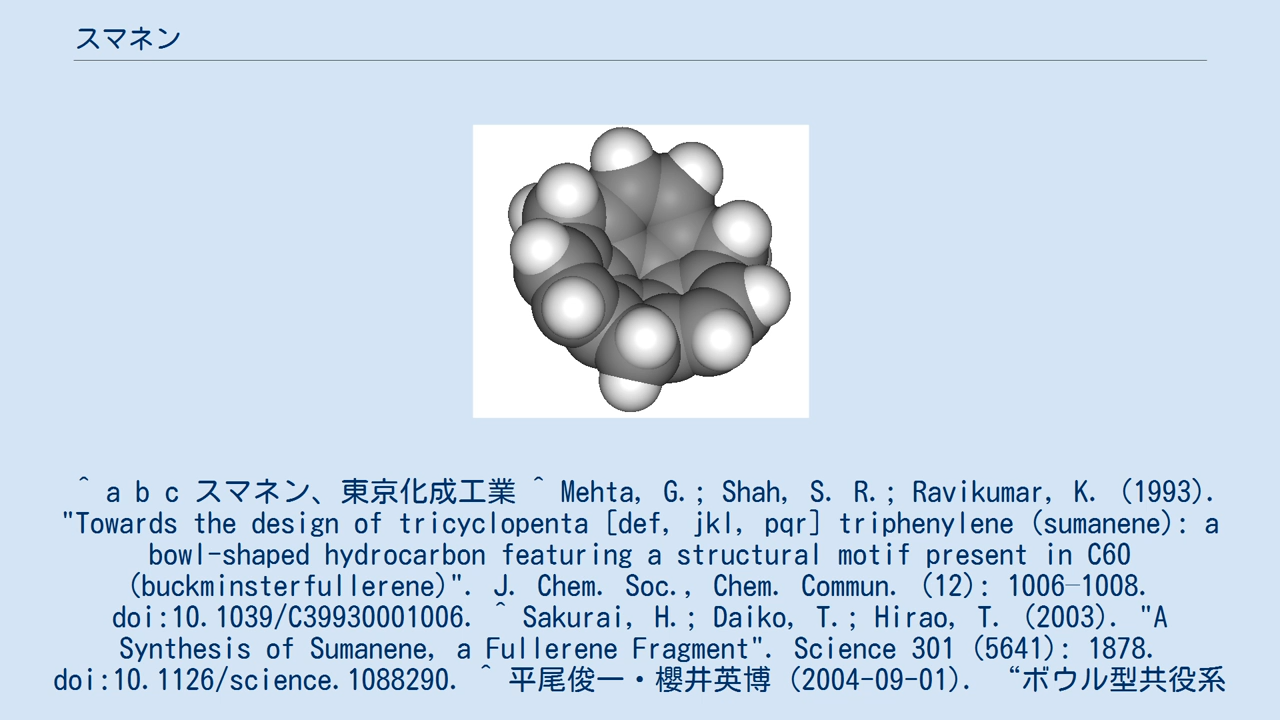 スマネン
^ a b c スマネン、東京化成工業 ^ Mehta, G.; Shah, S. R.; Ravikumar, K. (1993).
"Towards the design of tricyclopenta [def, jkl, pqr] triphenylene (sumanene): a
bowl-shaped hydrocarbon featuring a structural motif present in C60
(buckminsterfullerene)". J. Chem. Soc., Chem. Commun. (12): 1006–1008.
doi:10.1039/C39930001006. ^ Sakurai, H.; Daiko, T.; Hirao, T. (2003). "A
Synthesis of Sumanene, a Fullerene Fragment". Science 301 (5641): 1878.
doi:10.1126/science.1088290. ^ 平尾俊一・櫻井英博 (2004-09-01). “ボウル型共役系